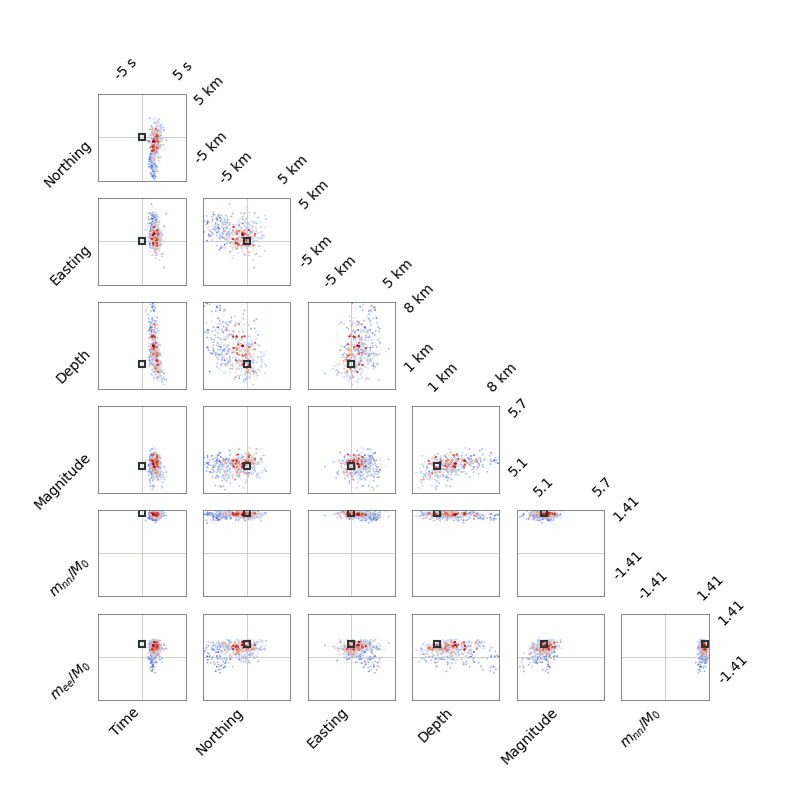 -5 s 5 s
5 km
-5 km
Northing
-5 km 5 km
5 km
-5 km
Easting
-5 km 5 km
8 km
1 km
Depth
1 km 8 km
5.7
5.1
Magnitude
5.1 5.7
1.41
-1.41
m_nn/M_0
-1.41 1.41
1.41
-1.41
m_ee/M_0
Time Northing Easting Depth Magnitude m_nn/M_0